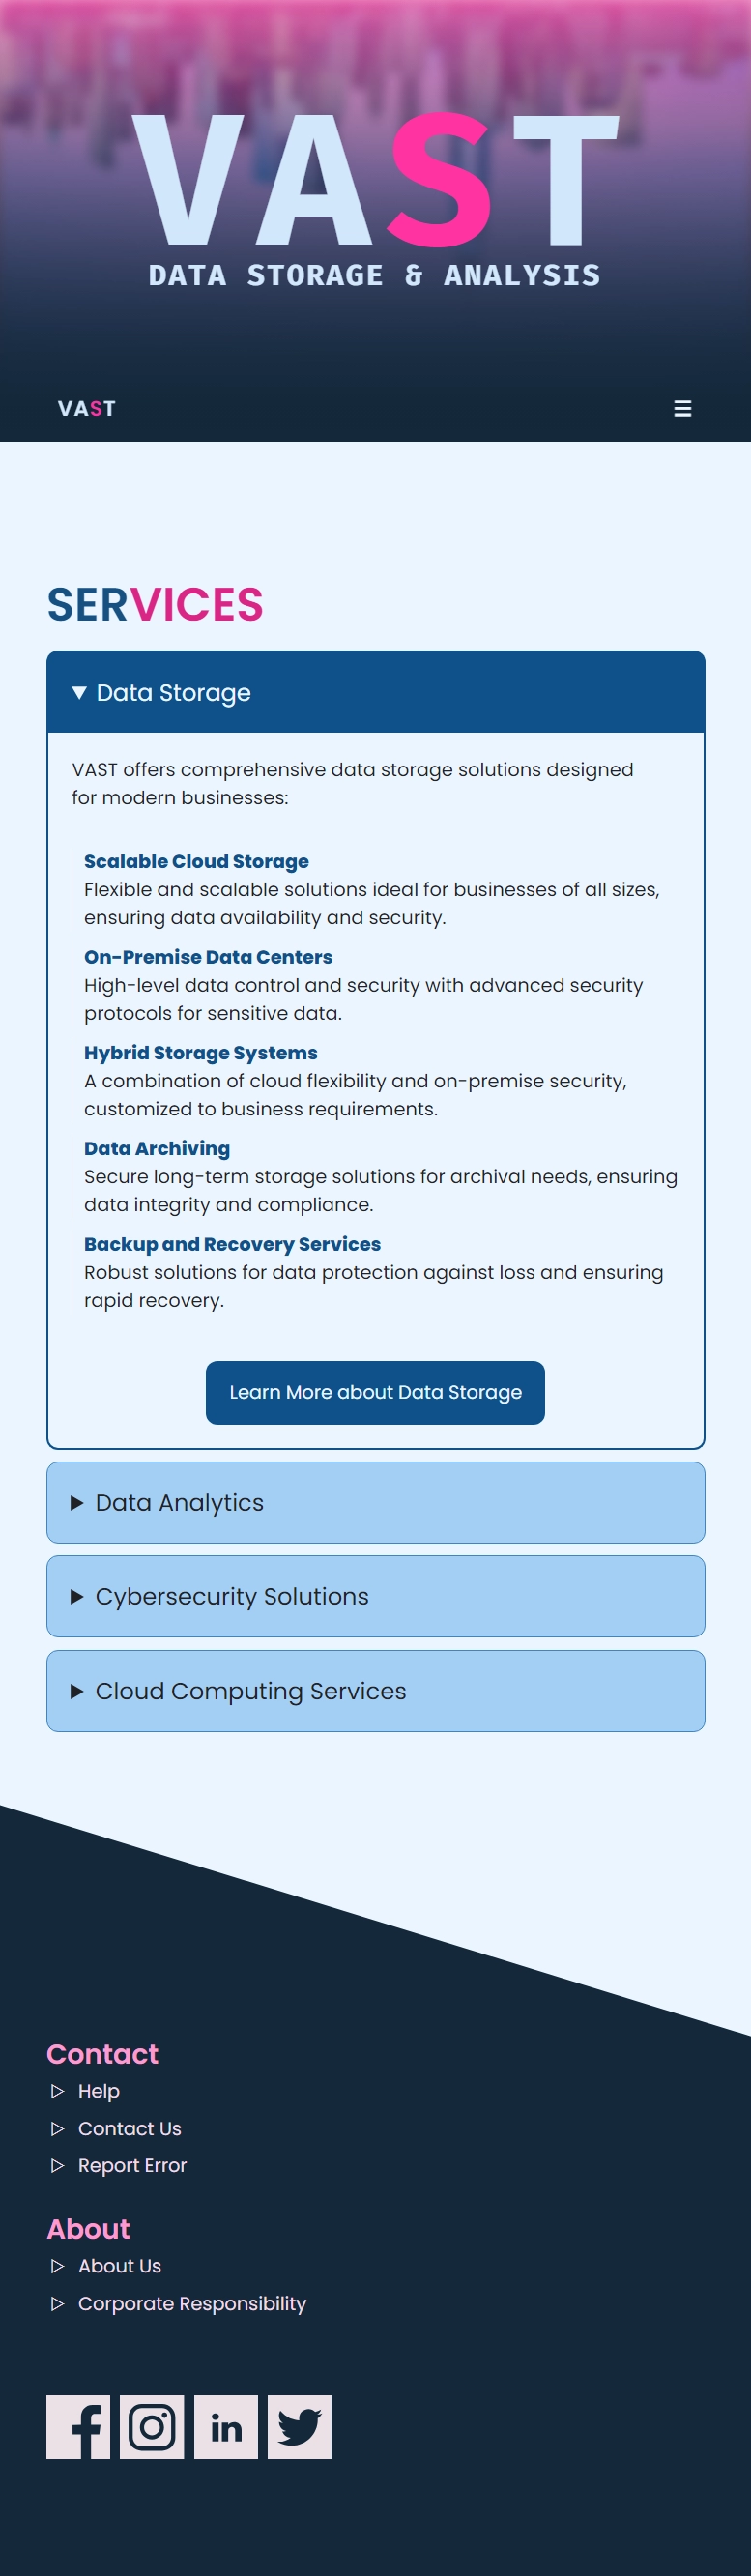 VAST
DATA STORAGE & ANALYSIS
VAST
SERVICES
Data Storage
VAST offers comprehensive data storage solutions designed
for modern businesses:
Scalable Cloud Storage
Flexible and scalable solutions ideal for businesses of all sizes,
ensuring data availability and security.
On-Premise Data Centers
High-level data control and security with advanced security
protocols for sensitive data.
Hybrid Storage Systems
A combination of cloud flexibility and on-premise security,
customized to business requirements.
Data Archiving
Secure long-term storage solutions for archival needs, ensuring
data integrity and compliance.
Backup and Recovery Services
Robust solutions for data protection against loss and ensuring
rapid recovery.
Learn More about Data Storage
Data Analytics
Cybersecurity Solutions
Cloud Computing Services
Contact
Help
Contact Us
Report Error
About
About Us
Corporate Responsibility